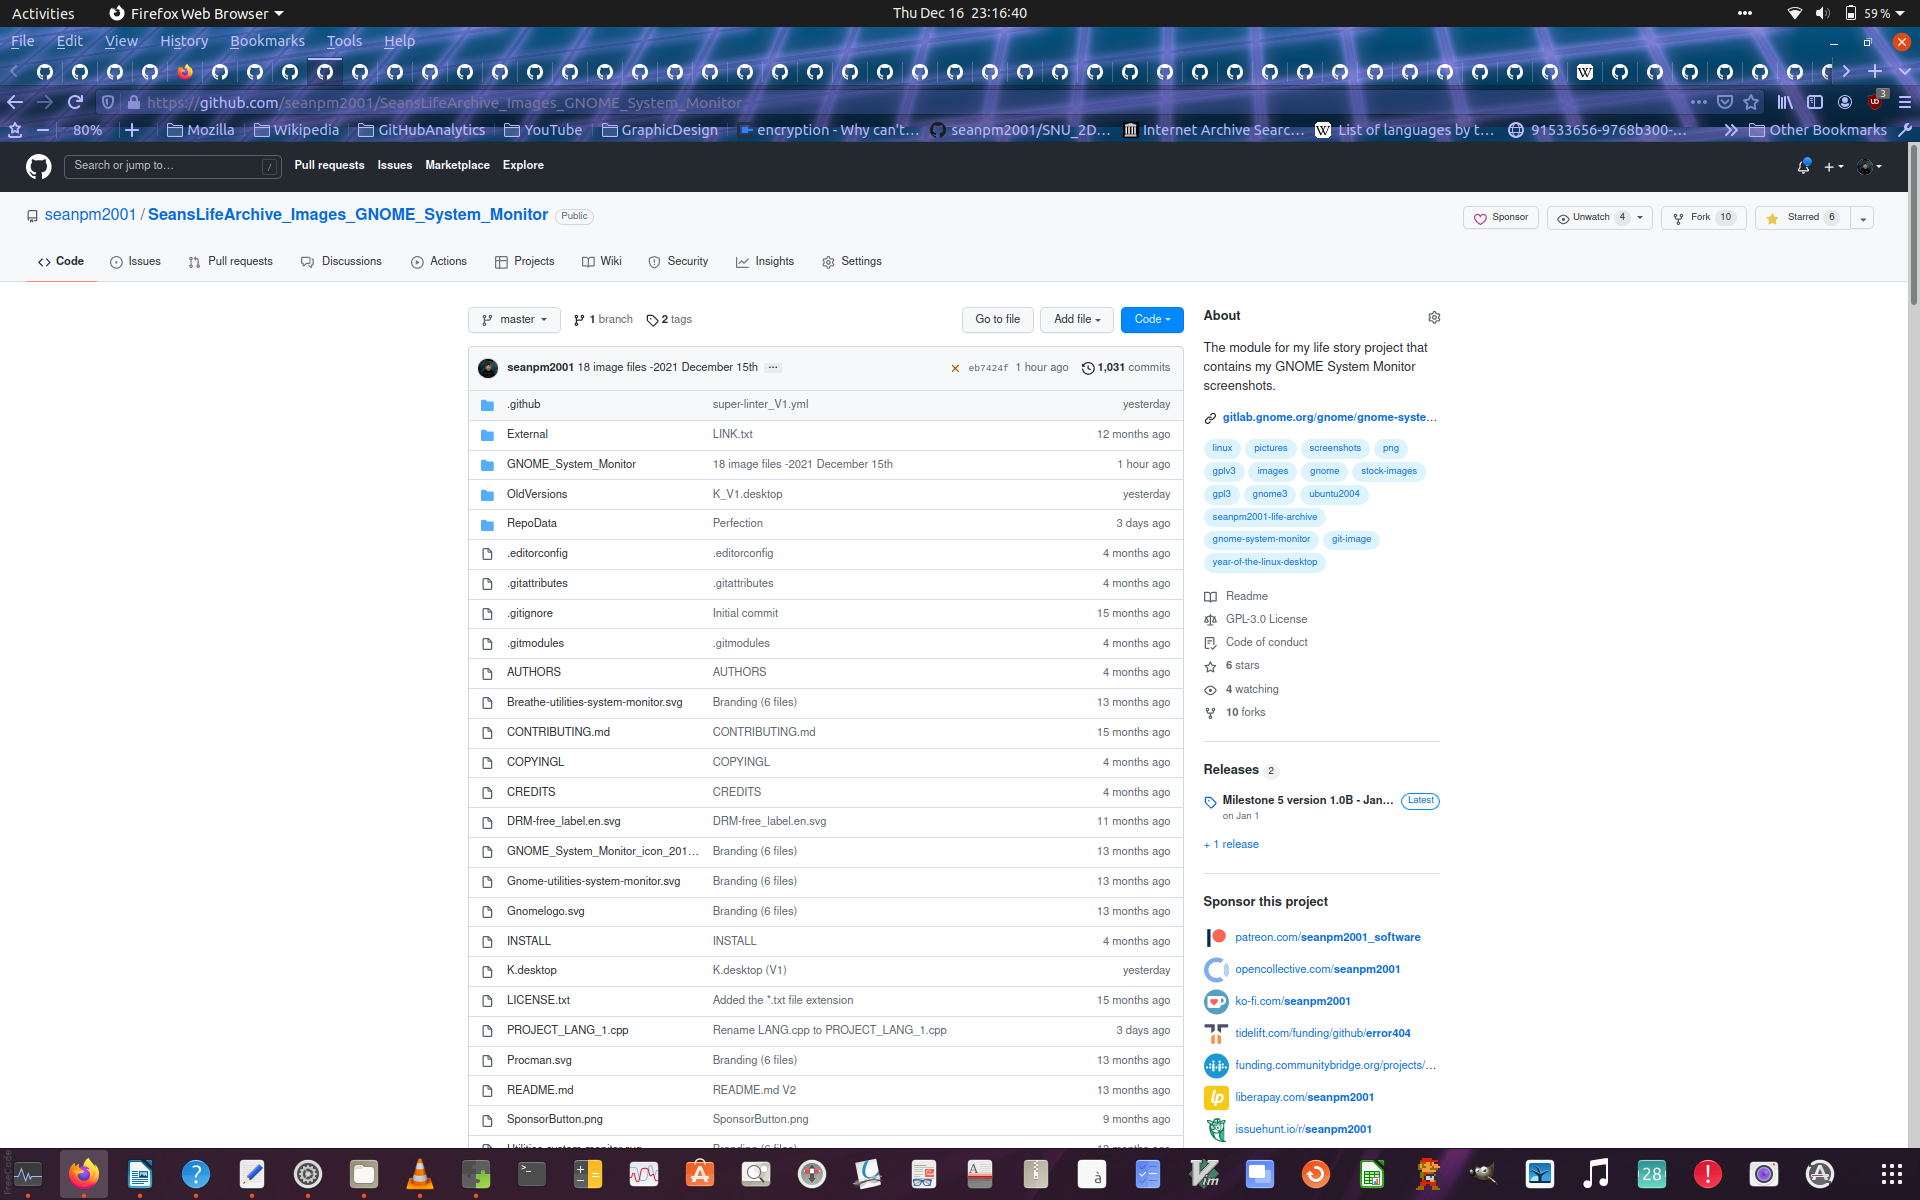 Activities
Firefox Web Browser
Thu Dec 16 23:16:40
59 %
File Edit View History Bookmarks Tools Help
https://github.com/seanpm2001/SeansLifeArchive_Images_GNOME_System_Monitor
3
80%
Mozilla
Wikipedia
GitHubAnalytics
YouTube
GraphicDesign
encryption - Why can't…
seanpm2001/SNU_2D…
Internet Archive Searc…
List of languages by t…
91533656-9768b300-…
Other Bookmarks
Search or jump to…
/
Pull requests Issues Marketplace Explore
seanpm2001 / SeansLifeArchive_Images_GNOME_System_Monitor Public
Sponsor
Unwatch 4
Fork 10
Starred 6
Code
Issues
Pull requests
Discussions
Actions
Projects
Wiki
Security
Insights
Settings
master
1 branch
2 tags
Go to file
Add file
Code
seanpm2001 18 image files -2021 December 15th ...
eb7424f 1 hour ago 1,031 commits
.github super-linter_V1.yml yesterday
External LINK.txt 12 months ago
GNOME_System_Monitor 18 image files -2021 December 15th 1 hour ago
OldVersions K_V1.desktop yesterday
RepoData Perfection 3 days ago
.editorconfig .editorconfig 4 months ago
.gitattributes .gitattributes 4 months ago
.gitignore Initial commit 15 months ago
.gitmodules .gitmodules 4 months ago
AUTHORS AUTHORS 4 months ago
Breathe-utilities-system-monitor.svg Branding (6 files) 13 months ago
CONTRIBUTING.md CONTRIBUTING.md 15 months ago
COPYINGL COPYINGL 4 months ago
CREDITS CREDITS 4 months ago
DRM-free_label.en.svg DRM-free_label.en.svg 11 months ago
GNOME_System_Monitor_icon_201… Branding (6 files) 13 months ago
Gnome-utilities-system-monitor.svg Branding (6 files) 13 months ago
Gnomelogo.svg Branding (6 files) 13 months ago
INSTALL INSTALL 4 months ago
K.desktop K.desktop (V1) yesterday
LICENSE.txt Added the *.txt file extension 15 months ago
PROJECT_LANG_1.cpp Rename LANG.cpp to PROJECT_LANG_1.cpp 3 days ago
Procman.svg Branding (6 files) 13 months ago
README.md README.md V2 13 months ago
SponsorButton.png SponsorButton.png 9 months ago
About
The module for my life story project that
contains my GNOME System Monitor
screenshots.
gitlab.gnome.org/gnome/gnome-syste…
linux pictures screenshots png
gplv3 images gnome stock-images
gpl3 gnome3 ubuntu2004
seanpm2001-life-archive
gnome-system-monitor git-image
year-of-the-linux-desktop
Readme
GPL-3.0 License
Code of conduct
6 stars
4 watching
10 forks
Releases 2
Milestone 5 version 1.0B - Jan… Latest
on Jan 1
+ 1 release
Sponsor this project
patreon.com/seanpm2001_software
opencollective.com/seanpm2001
ko-fi.com/seanpm2001
tidelift.com/funding/github/error404
funding.communitybridge.org/projects/…
liberapay.com/seanpm2001
issuehunt.io/r/seanpm2001
28